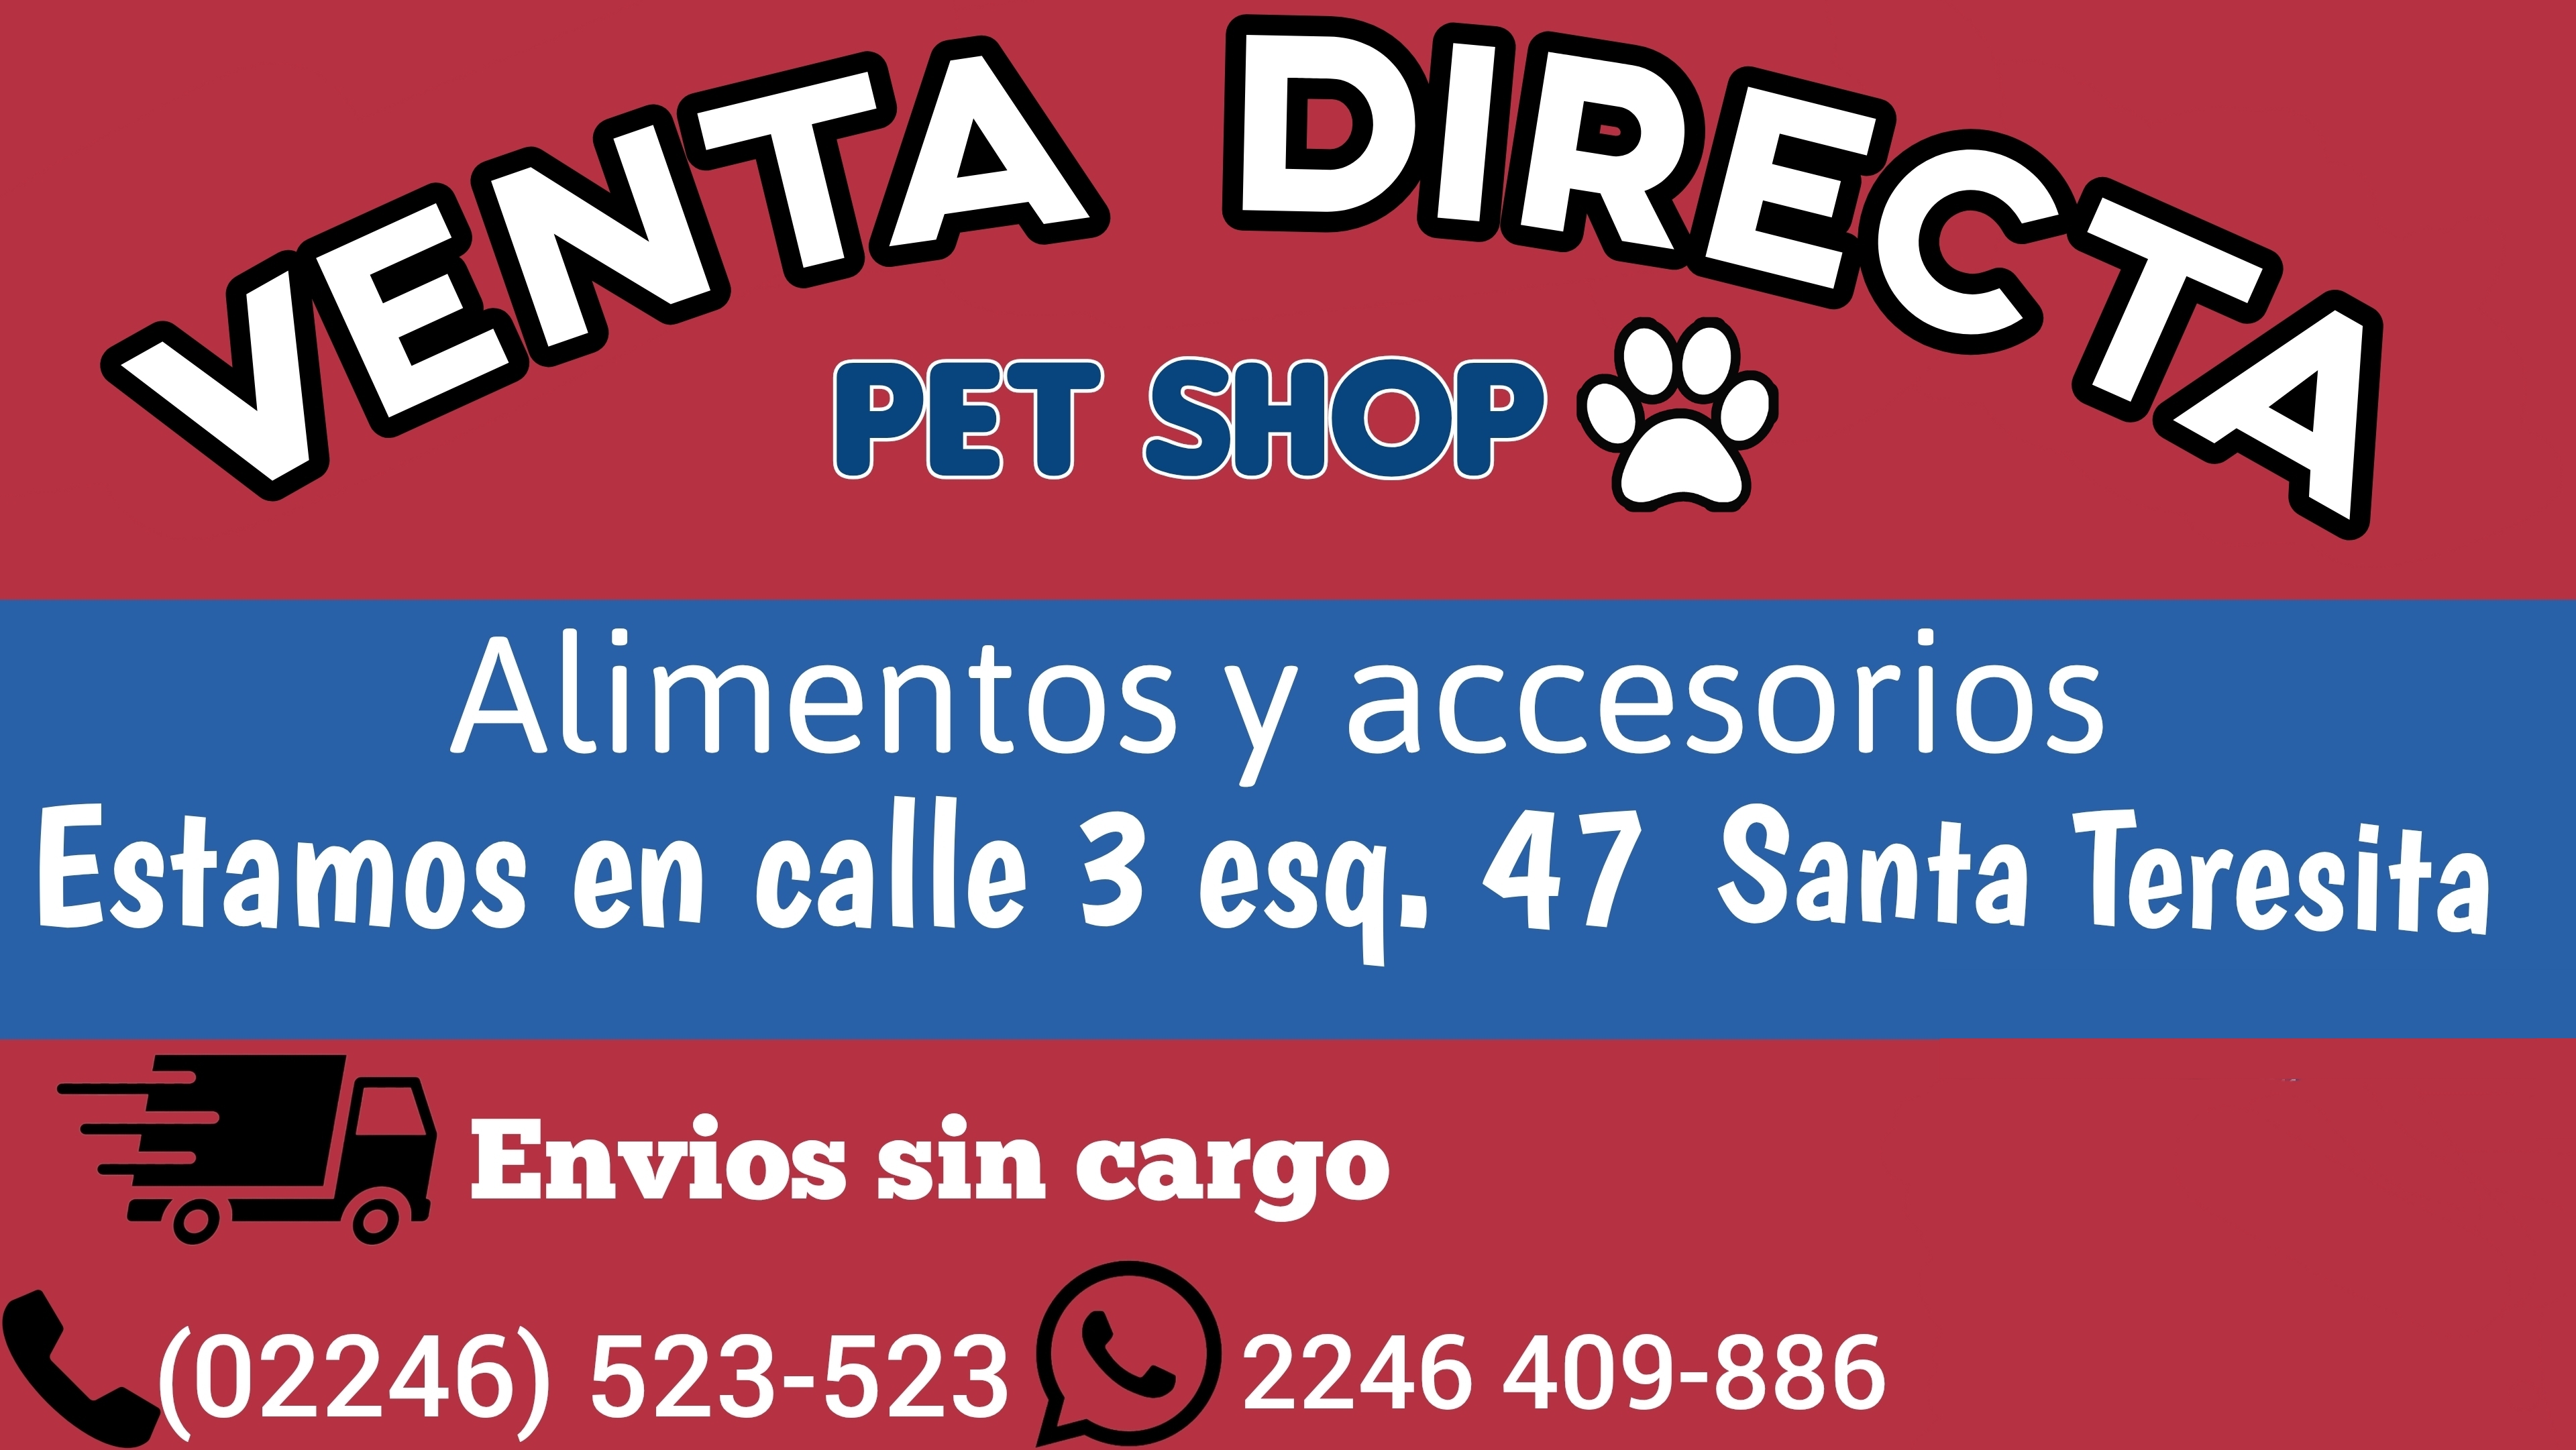 VENTA DIRECTA
PET SHOP
Alimentos y accesorios
Estamos en calle 3 esq. 47 Santa Teresita
Envios sin cargo
(02246) 523-523 2246 409-886